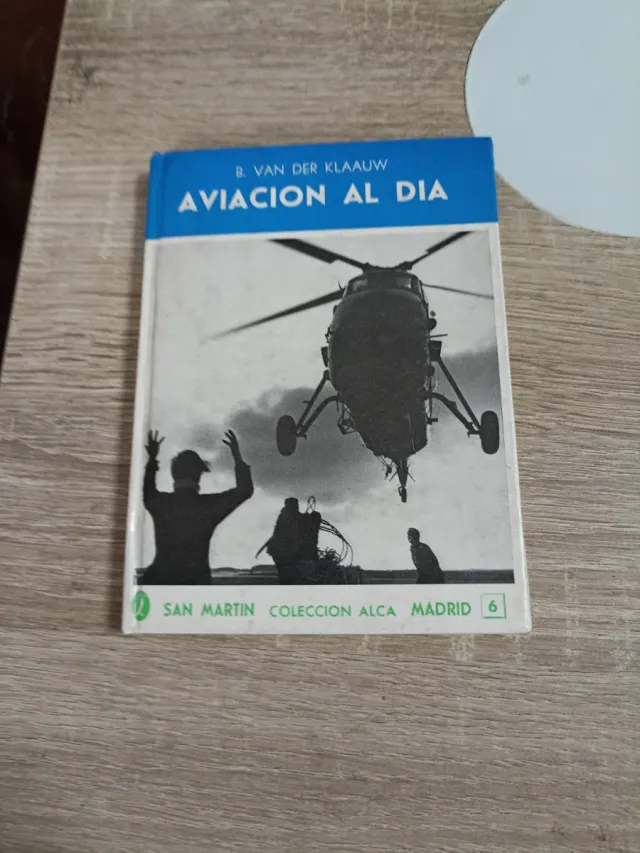 B. VAN DER KLAAUW
AVIACION AL DIA
SAN MARTIN COLECCION ALCA MADRID 6